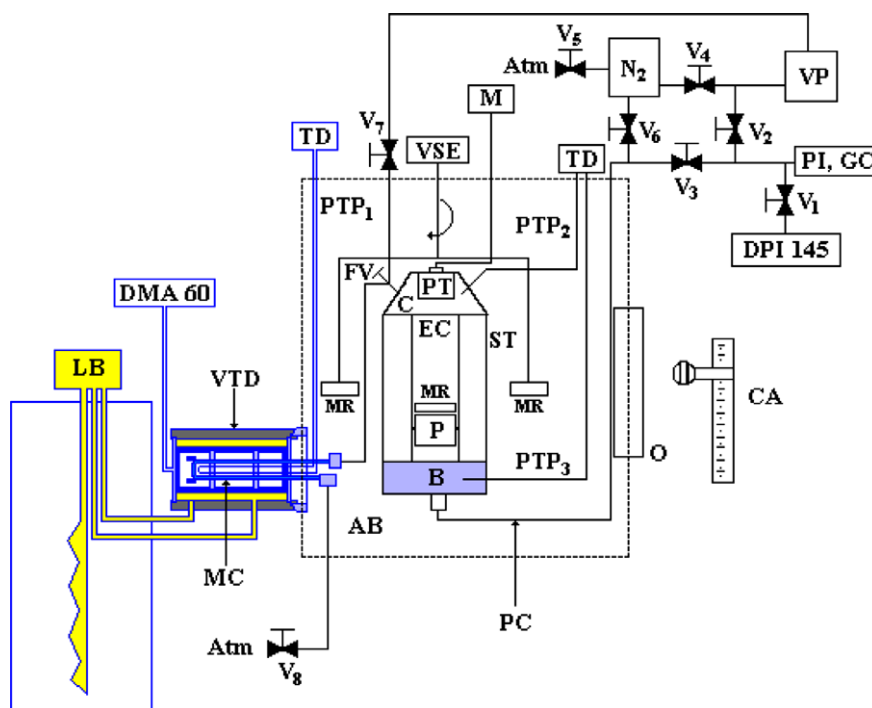 V5
Atm
N2
V4
VP
M
V7
TD
VSE
TD
V6
V2
PI, GC
V3
V1
PTP1
PTP2
DPI 145
FV
PT
C
DMA 60
EC
ST
LB
VTD
MR
MR
MR
CA
P
O
PTP3
B
AB
MC
PC
Atm
V8